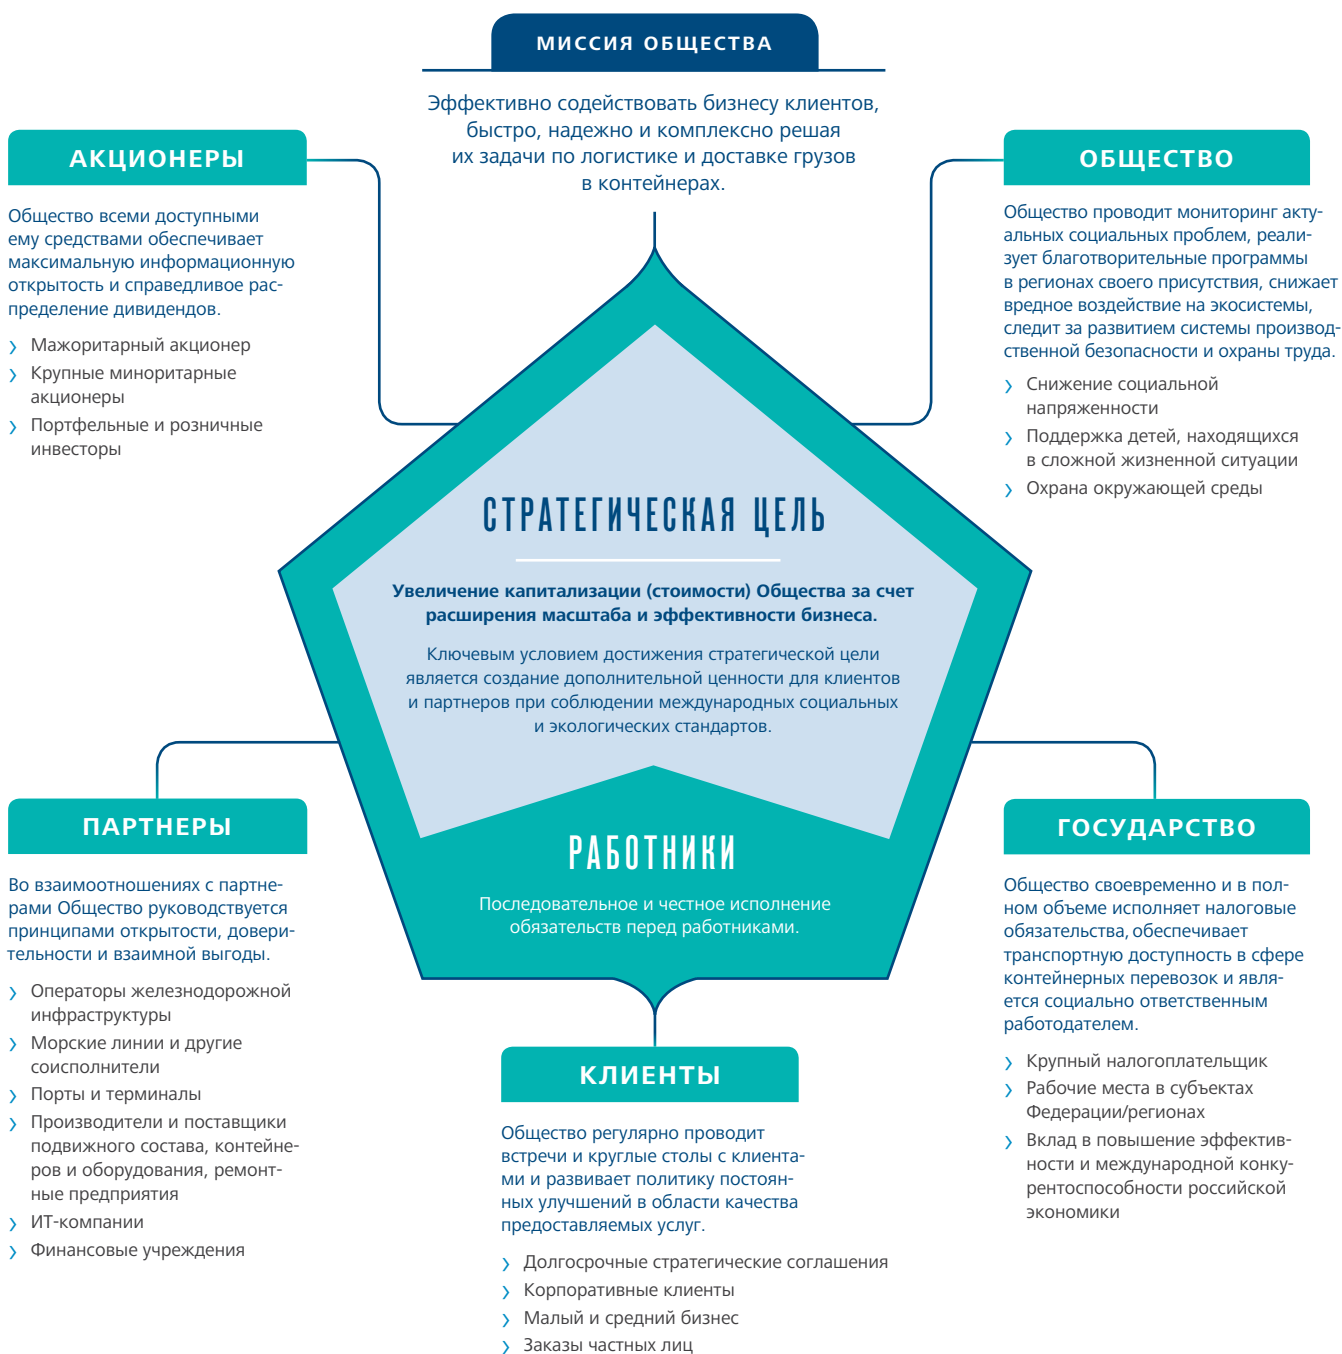 МИССИЯ ОБЩЕСТВА
Эффективно содействовать бизнесу клиентов,
быстро, надежно и комплексно решая
их задачи по логистике и доставке грузов
в контейнерах.
АКЦИОНЕРЫ
Общество всеми доступными
ему средствами обеспечивает
максимальную информационную
открытость и справедливое рас-
пределение дивидендов.
› Мажоритарный акционер
› Крупные миноритарные
акционеры
› Портфельные и розничные
инвесторы
ОБЩЕСТВО
Общество проводит мониторинг акту-
альных социальных проблем, реали-
зует благотворительные программы
в регионах своего присутствия, снижает
вредное воздействие на экосистемы,
следит за развитием системы производ-
ственной безопасности и охраны труда.
› Снижение социальной
напряженности
› Поддержка детей, находящихся
в сложной жизненной ситуации
› Охрана окружающей среды
СТРАТЕГИЧЕСКАЯ ЦЕЛЬ
Увеличение капитализации (стоимости) Общества за счет
расширения масштаба и эффективности бизнеса.
Ключевым условием достижения стратегической цели
является создание дополнительной ценности для клиентов
и партнеров при соблюдении международных социальных
и экологических стандартов.
РАБОТНИКИ
Последовательное и честное исполнение
обязательств перед работниками.
ПАРТНЕРЫ
Во взаимоотношениях с партне-
рами Общество руководствуется
принципами открытости, довери-
тельности и взаимной выгоды.
› Операторы железнодорожной
инфраструктуры
› Морские линии и другие
соисполнители
› Порты и терминалы
› Производители и поставщики
подвижного состава, контейне-
ров и оборудования, ремонт-
ные предприятия
› ИТ-компании
› Финансовые учреждения
КЛИЕНТЫ
Общество регулярно проводит
встречи и круглые столы с клиента-
ми и развивает политику постоян-
ных улучшений в области качества
предоставляемых услуг.
› Долгосрочные стратегические соглашения
› Корпоративные клиенты
› Малый и средний бизнес
› Заказы частных лиц
ГОСУДАРСТВО
Общество своевременно и в пол-
ном объеме исполняет налоговые
обязательства, обеспечивает
транспортную доступность в сфере
контейнерных перевозок и явля-
ется социально ответственным
работодателем.
› Крупный налогоплательщик
› Рабочие места в субъектах
Федерации/регионах
› Вклад в повышение эффектив-
ности и международной конку-
рентоспособности российской
экономики